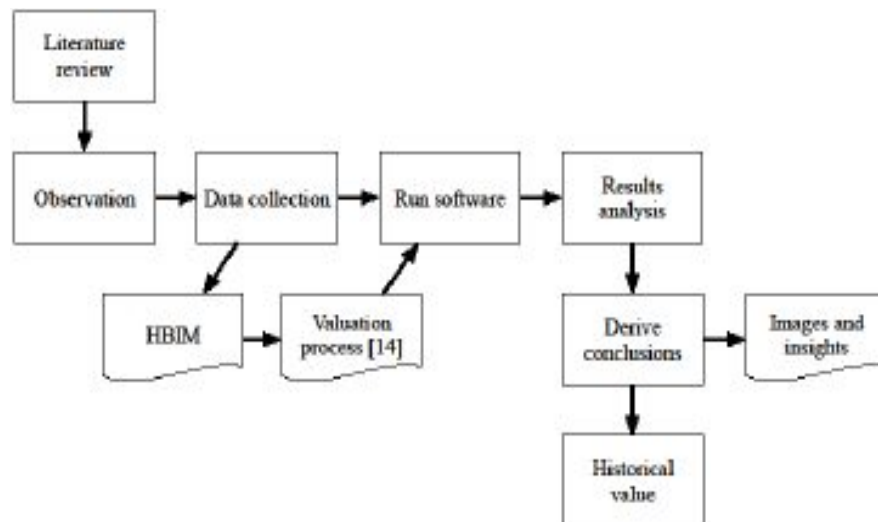 Literature
review
Observation
Data collection
Run software
Results
analysis
HBIM
Valuation
process [14]
Derive
conclusions
Images and
insights
Historical
value